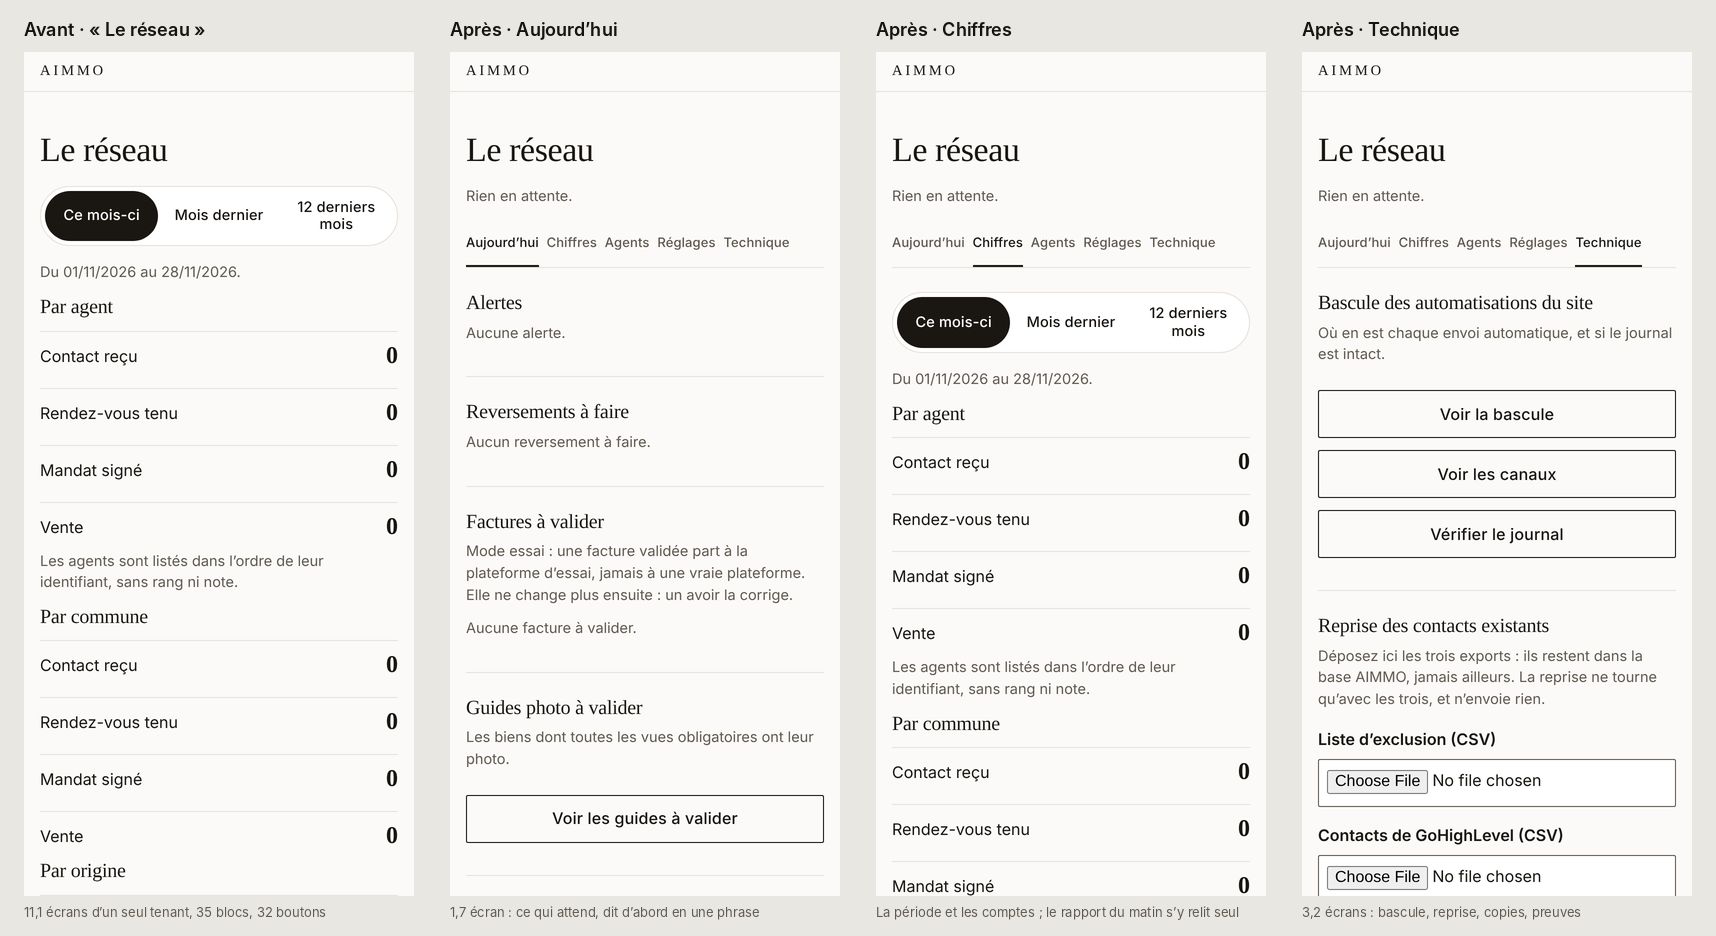 Avant · « Le réseau »
AIMMO
Le réseau
Ce mois-ci
Mois dernier
12 derniers
mois
Du 01/11/2026 au 28/11/2026.
Par agent
Contact reçu 0
Rendez-vous tenu 0
Mandat signé 0
Vente 0
Les agents sont listés dans l’ordre de leur
identifiant, sans rang ni note.
Par commune
Contact reçu 0
Rendez-vous tenu 0
Mandat signé 0
Vente 0
Par origine
11,1 écrans d’un seul tenant, 35 blocs, 32 boutons
Après · Aujourd’hui
AIMMO
Le réseau
Rien en attente.
Aujourd’hui Chiffres Agents Réglages Technique
Alertes
Aucune alerte.
Reversements à faire
Aucun reversement à faire.
Factures à valider
Mode essai : une facture validée part à la
plateforme d’essai, jamais à une vraie plateforme.
Elle ne change plus ensuite : un avoir la corrige.
Aucune facture à valider.
Guides photo à valider
Les biens dont toutes les vues obligatoires ont leur
photo.
Voir les guides à valider
1,7 écran : ce qui attend, dit d’abord en une phrase
Après · Chiffres
AIMMO
Le réseau
Rien en attente.
Aujourd’hui Chiffres Agents Réglages Technique
Ce mois-ci
Mois dernier
12 derniers
mois
Du 01/11/2026 au 28/11/2026.
Par agent
Contact reçu 0
Rendez-vous tenu 0
Mandat signé 0
Vente 0
Les agents sont listés dans l’ordre de leur
identifiant, sans rang ni note.
Par commune
Contact reçu 0
Rendez-vous tenu 0
Mandat signé 0
La période et les comptes ; le rapport du matin s’y relit seul
Après · Technique
AIMMO
Le réseau
Rien en attente.
Aujourd’hui Chiffres Agents Réglages Technique
Bascule des automatisations du site
Où en est chaque envoi automatique, et si le journal
est intact.
Voir la bascule
Voir les canaux
Vérifier le journal
Reprise des contacts existants
Déposez ici les trois exports : ils restent dans la
base AIMMO, jamais ailleurs. La reprise ne tourne
qu’avec les trois, et n’envoie rien.
Liste d’exclusion (CSV)
Choose File No file chosen
Contacts de GoHighLevel (CSV)
Choose File No file chosen
3,2 écrans : bascule, reprise, copies, preuves